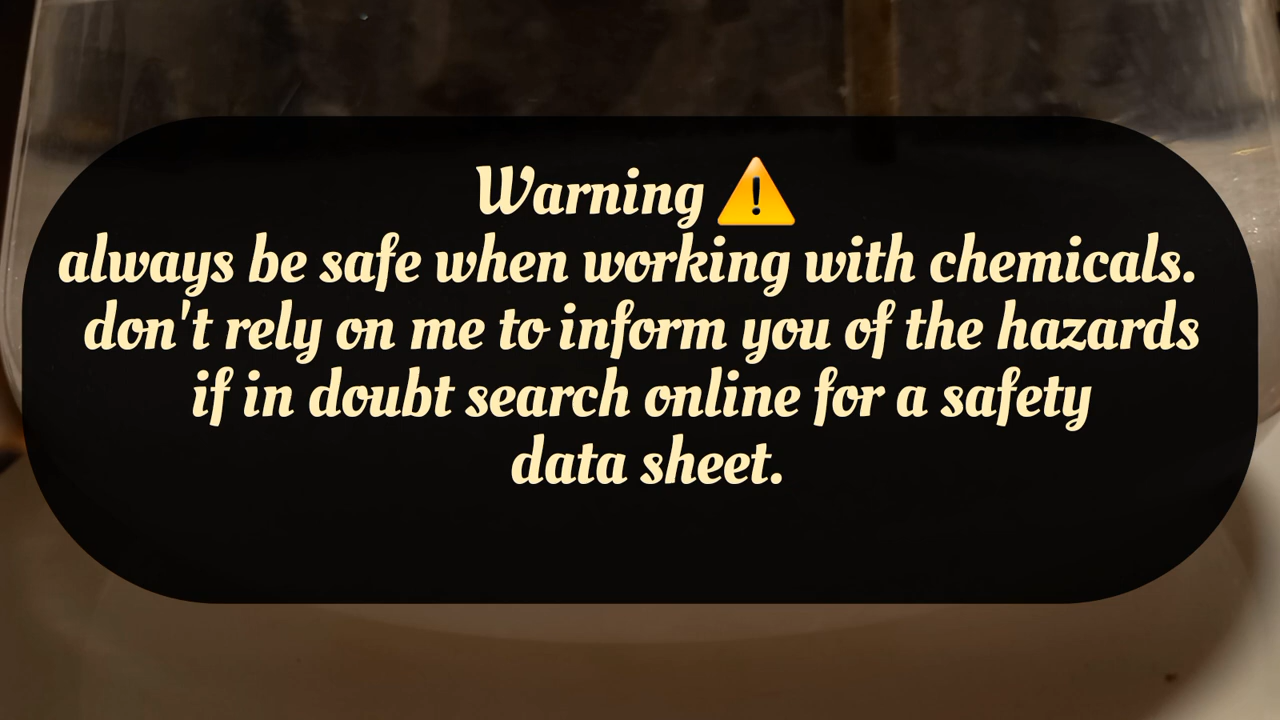 Warning ⚠️
always be safe when working with chemicals.
don't rely on me to inform you of the hazards
if in doubt search online for a safety
data sheet.